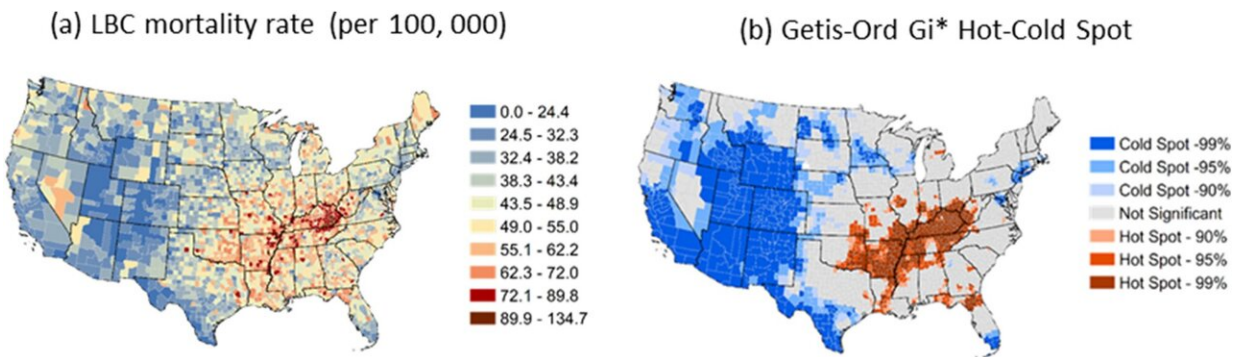 (a) LBC mortality rate (per 100, 000)
(b) Getis-Ord Gi* Hot-Cold Spot
0.0 - 24.4
24.5 - 32.3
32.4 - 38.2
38.3 - 43.4
43.5 - 48.9
49.0 - 55.0
55.1 - 62.2
62.3 - 72.0
72.1 - 89.8
89.9 - 134.7
Cold Spot -99%
Cold Spot -95%
Cold Spot -90%
Not Significant
Hot Spot - 90%
Hot Spot - 95%
Hot Spot - 99%